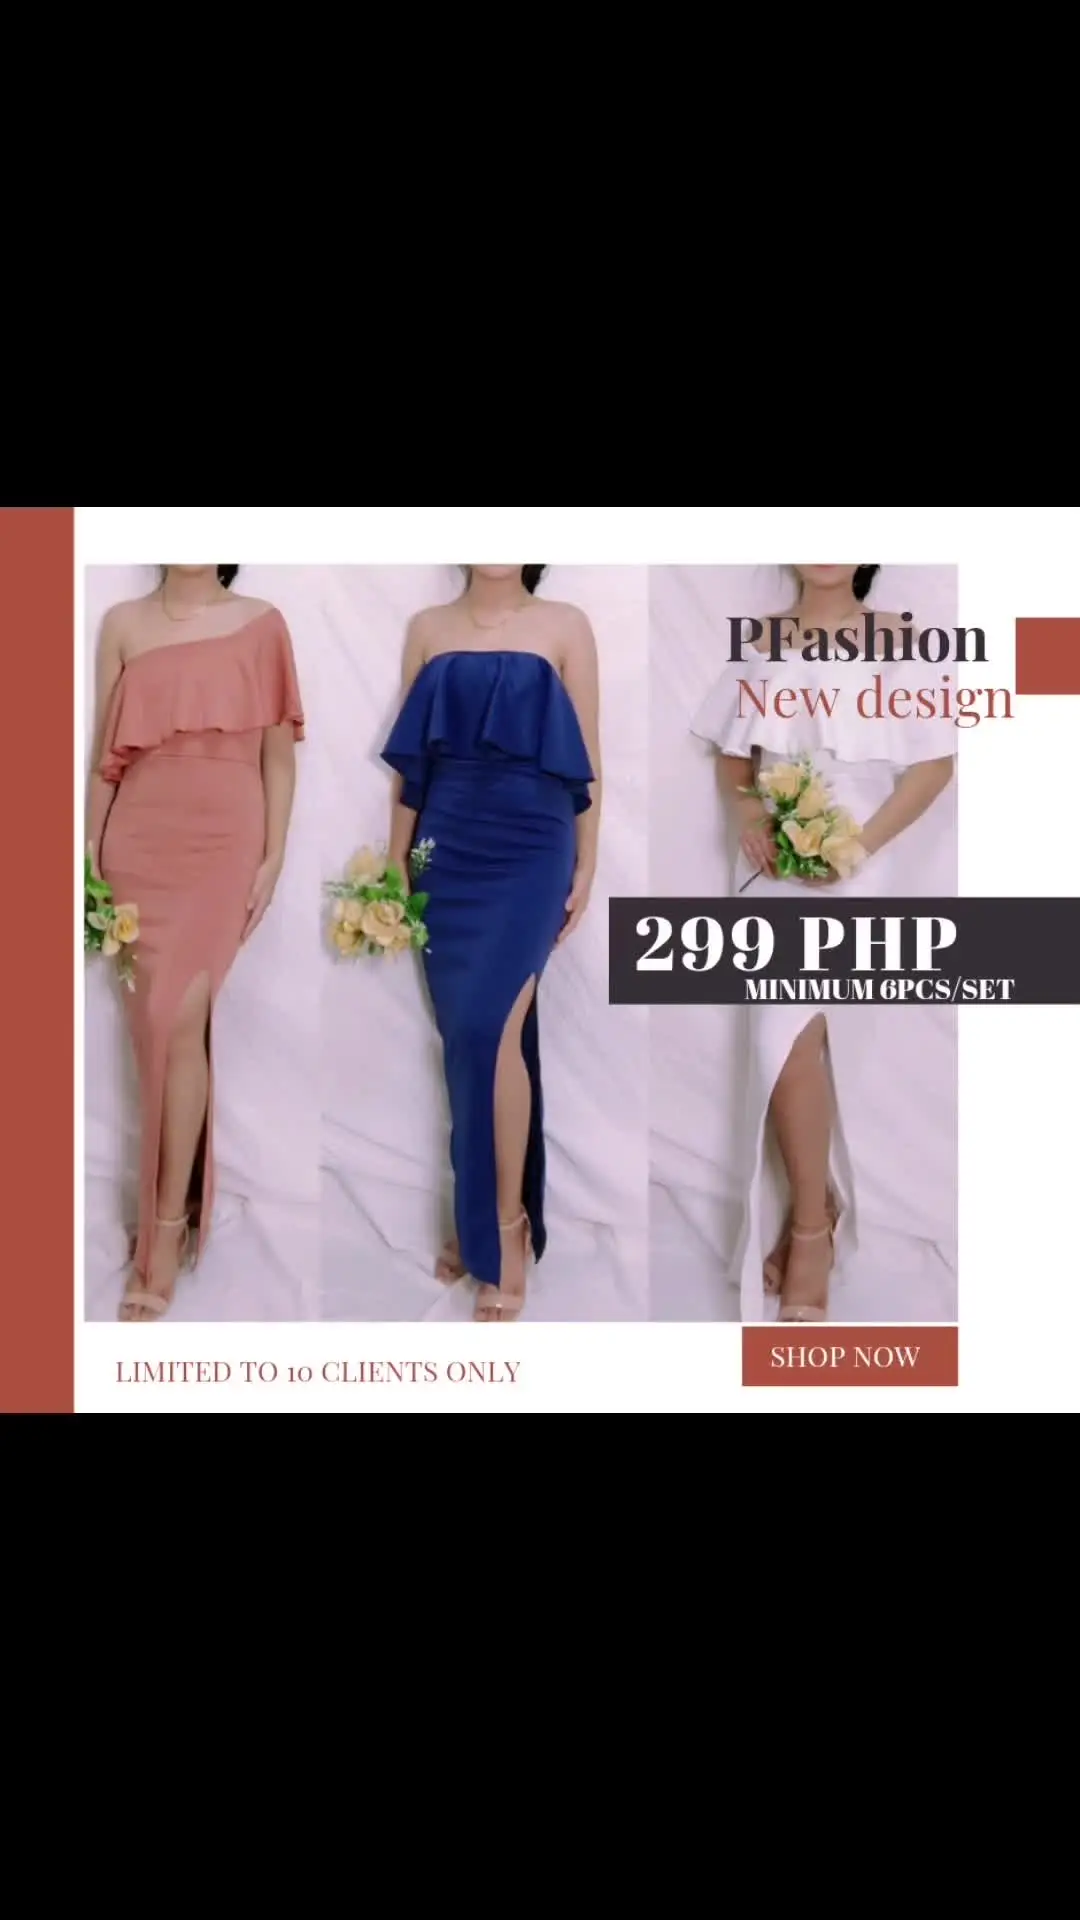 PFashion
New design
299 PHP
MINIMUM 6PCS/SET
LIMITED TO 10 CLIENTS ONLY
SHOP NOW